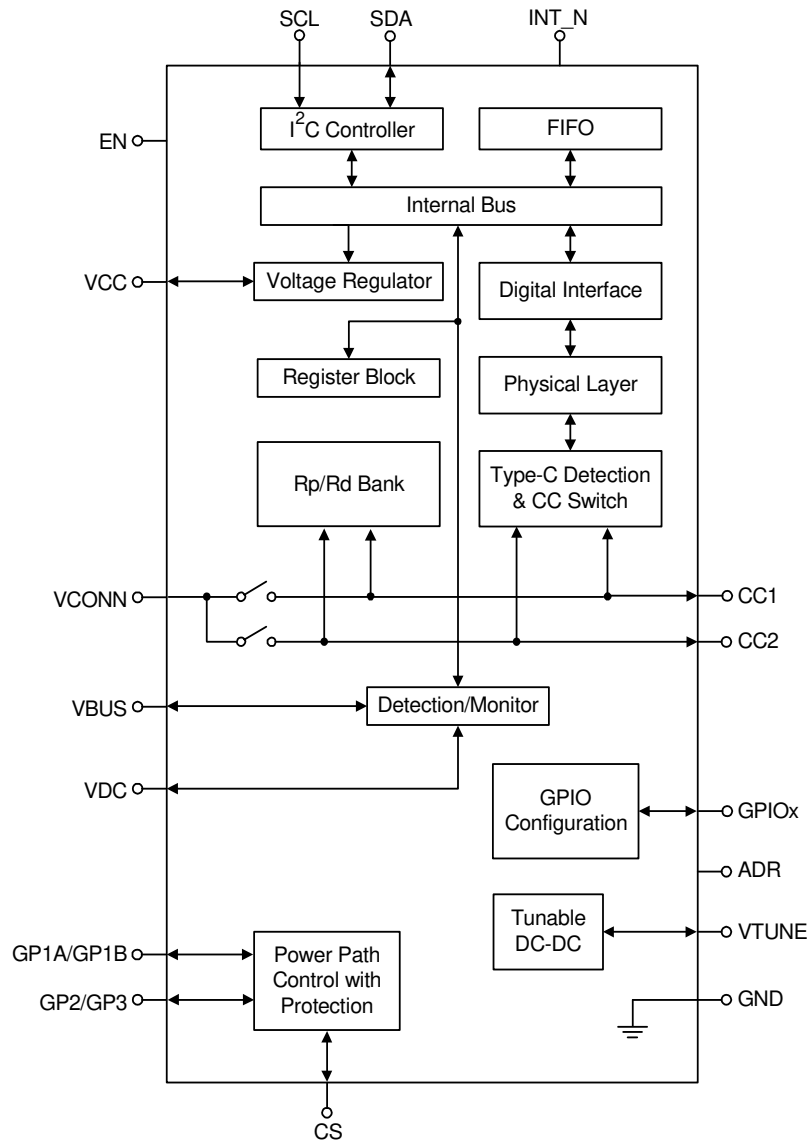 SCL
SDA
INT_N
EN
I²C Controller
FIFO
Internal Bus
VCC
Voltage Regulator
Digital Interface
Register Block
Physical Layer
Rp/Rd Bank
Type-C Detection
& CC Switch
VCONN
CC1
CC2
VBUS
Detection/Monitor
VDC
GPIO
Configuration
GPIOx
ADR
Tunable
DC-DC
VTUNE
GP1A/GP1B
GP2/GP3
Power Path
Control with
Protection
GND
CS